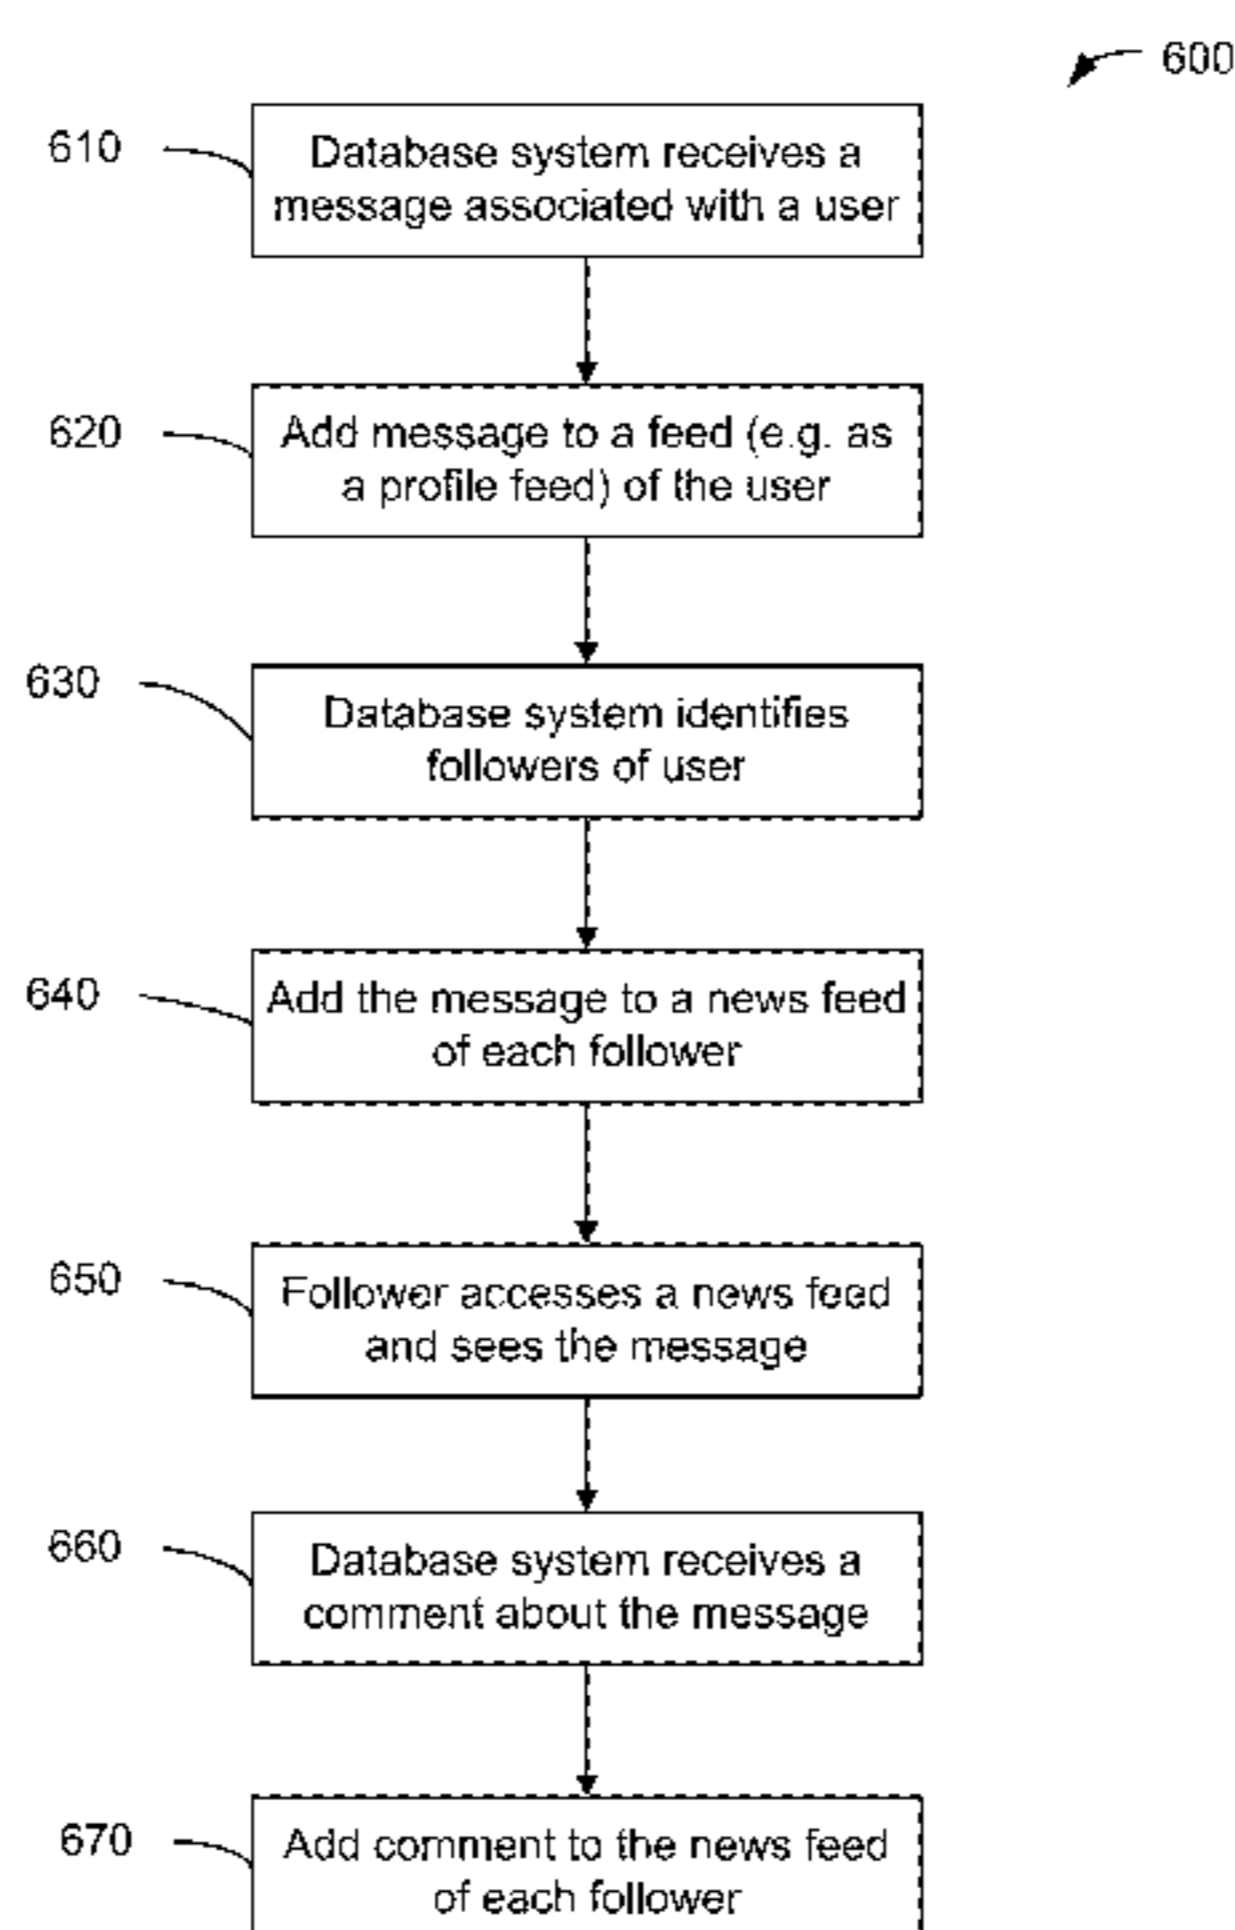 600
610
Database system receives a
message associated with a user
620
Add message to a feed (e.g. as
a profile feed) of the user
630
Database system identifies
followers of user
640
Add the message to a news feed
of each follower
650
Follower accesses a news feed
and sees the message
660
Database system receives a
comment about the message
670
Add comment to the news feed
of each follower